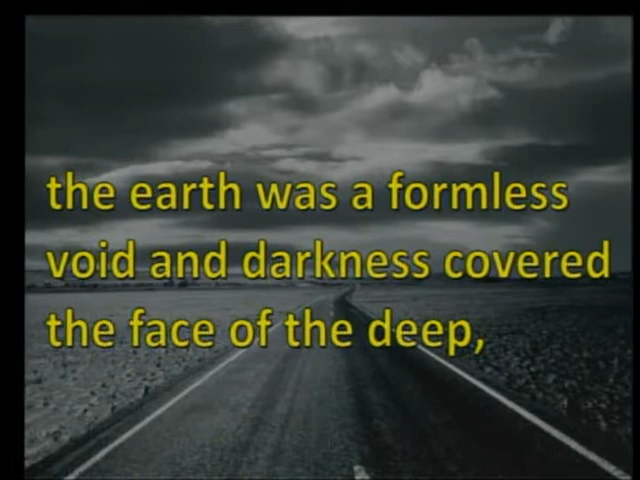 the earth was a formless
void and darkness covered
the face of the deep,